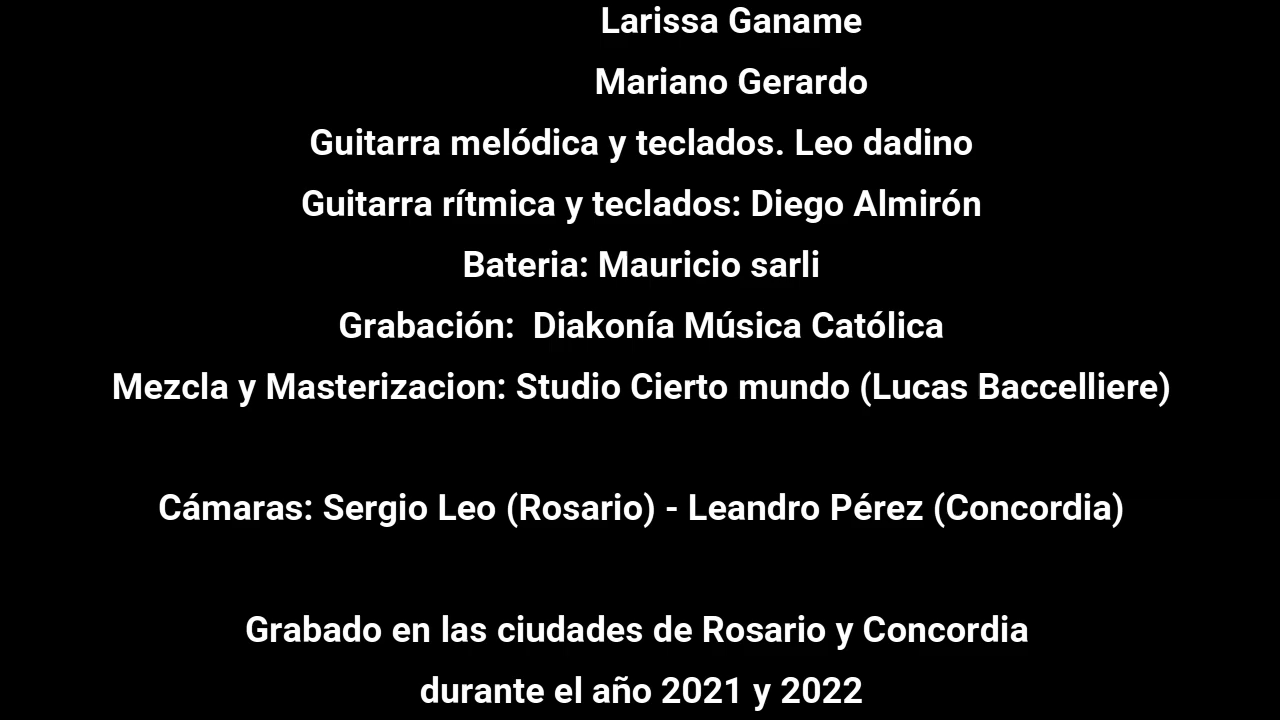 Larissa Ganame
Mariano Gerardo
Guitarra melódica y teclados. Leo dadino
Guitarra rítmica y teclados: Diego Almirón
Bateria: Mauricio sarli
Grabación:  Diakonía Música Católica
Mezcla y Masterizacion: Studio Cierto mundo (Lucas Baccelliere)
Cámaras: Sergio Leo (Rosario) - Leandro Pérez (Concordia)
Grabado en las ciudades de Rosario y Concordia
durante el año 2021 y 2022